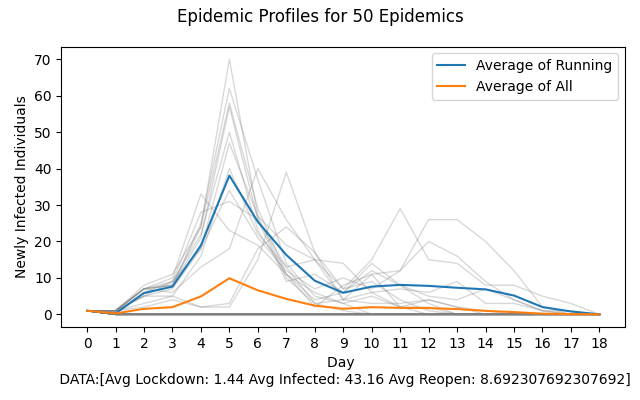 Epidemic Profiles for 50 Epidemics
Average of Running
Average of All
Newly Infected Individuals
70
60
50
40
30
20
10
0
0 1 2 3 4 5 6 7 8 9 10 11 12 13 14 15 16 17 18
Day
DATA:[Avg Lockdown: 1.44 Avg Infected: 43.16 Avg Reopen: 8.692307692307692]